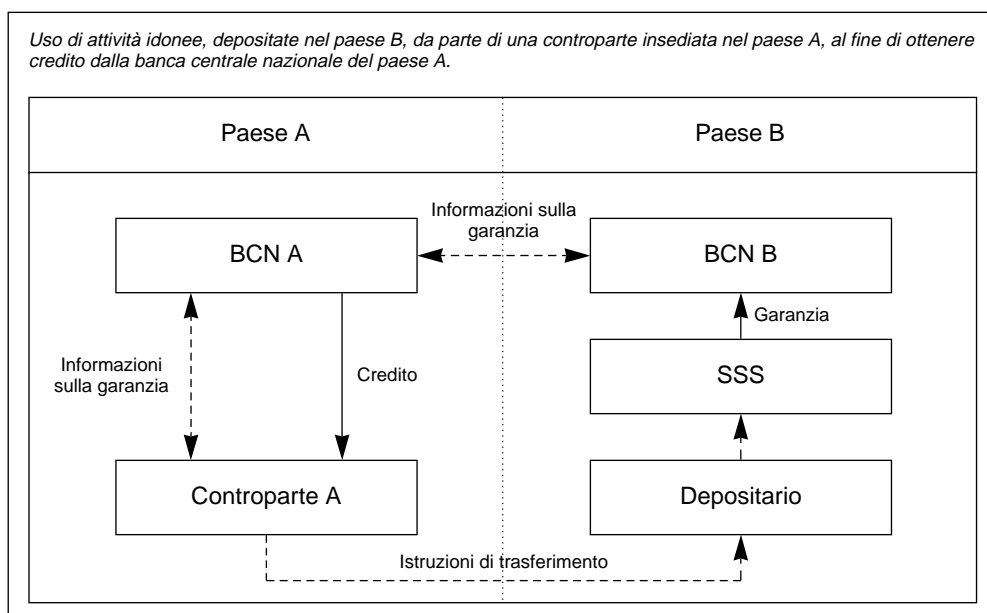 Uso di attività idonee, depositate nel paese B, da parte di una controparte insediata nel paese A, al fine di ottenere
credito dalla banca centrale nazionale del paese A.
Paese A
Paese B
Informazioni sulla
garanzia
BCN A
BCN B
Garanzia
Informazioni
sulla garanzia
Credito
SSS
Controparte A
Depositario
Istruzioni di trasferimento